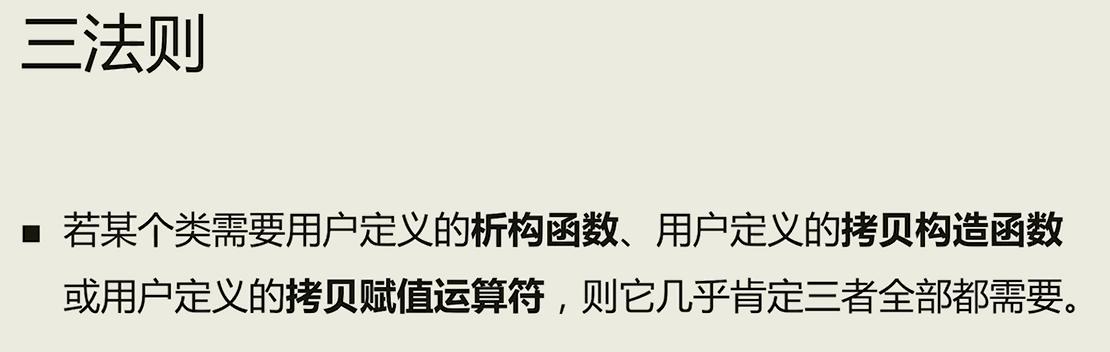 三法则
■ 若某个类需要用户定义的析构函数、用户定义的拷贝构造函数
或用户定义的拷贝赋值运算符，则它几乎肯定三者全部都需要。